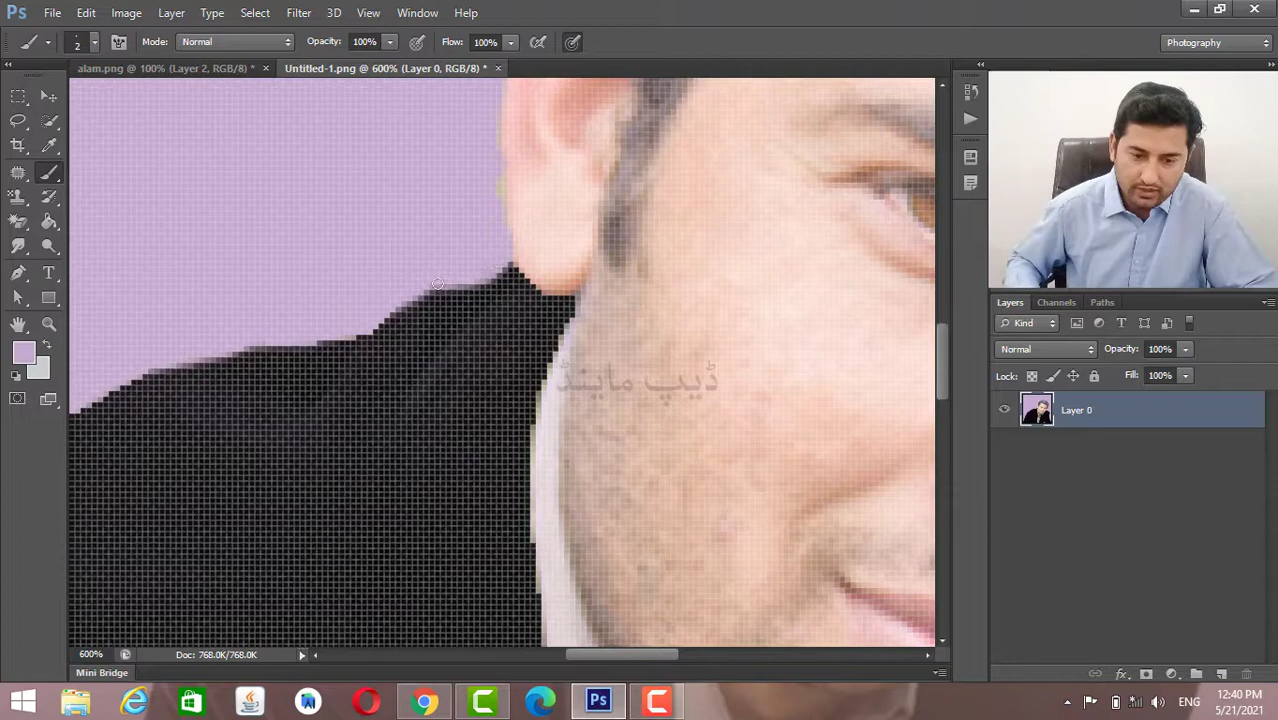 Ps File Edit Image Layer Type Select Filter 3D View Window Help
2 Mode: Normal Opacity: 100% Flow: 100% Photography
alam.png @ 100% (Layer 2, RGB/8) * × Untitled-1.png @ 600% (Layer 0, RGB/8) * ×
ڈیپ مایнڈ
Layers Channels Paths
Kind
Normal Opacity: 100%
Lock: Fill: 100%
Layer 0
600% Doc: 768.0K/768.0K
Mini Bridge
ENG 12:40 PM
5/21/2021